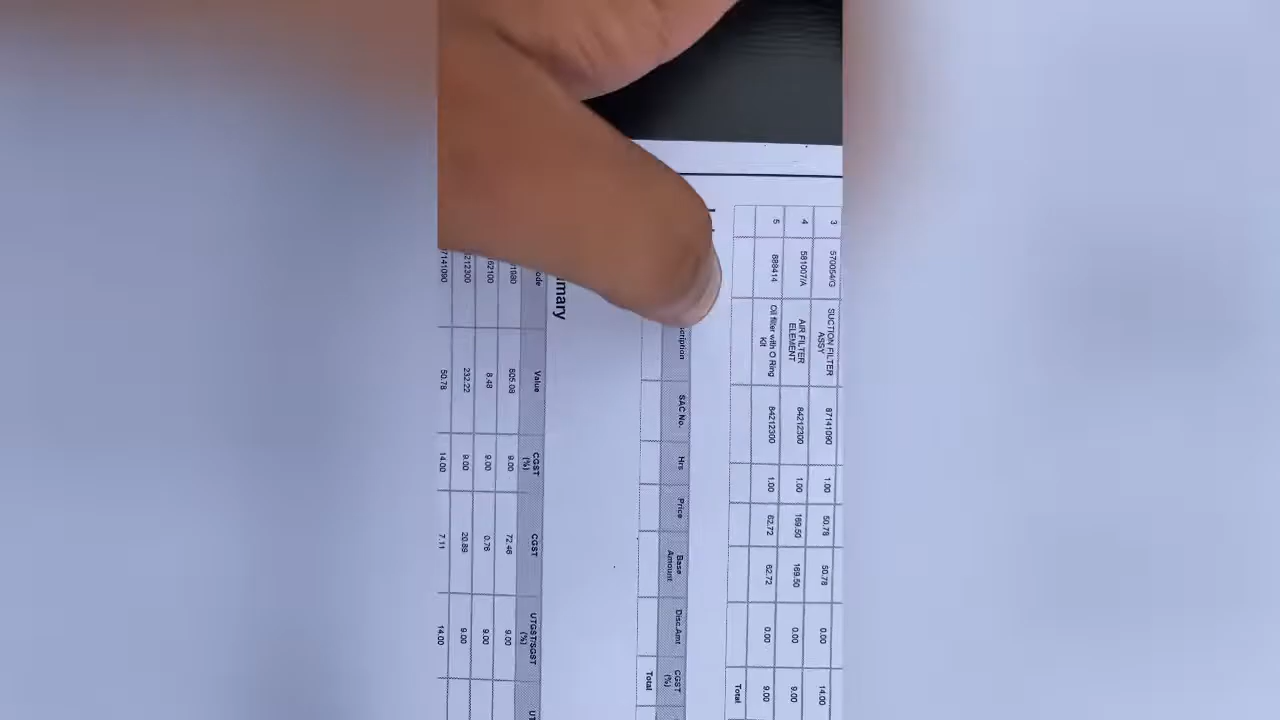 3 570054/G SUCTION FILTER ASSY 87141090 1.00 50.78 50.78 0.00 14.00
4 581007/A AIR FILTER ELEMENT 84212300 1.00 169.50 169.50 0.00 9.00
5 888414 Oil filter with O Ring Kit 84212300 1.00 62.72 62.72 0.00 9.00
Total
SAC No. Hrs Price Base Amount Disc.Amt CGST (%)
Total
Value CGST (%) CGST UTGST/SGST (%)
805.08 9.00 72.46 9.00
8.48 9.00 0.76 9.00
232.22 9.00 20.89 9.00
50.78 14.00 7.11 14.00